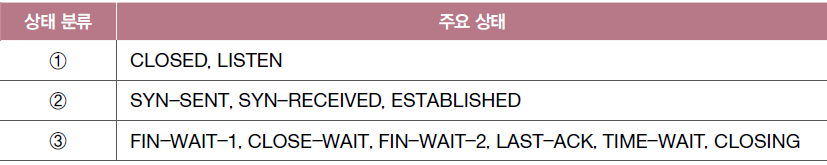 상태 분류 주요 상태
① CLOSED, LISTEN
② SYN-SENT, SYN-RECEIVED, ESTABLISHED
③ FIN-WAIT-1, CLOSE-WAIT, FIN-WAIT-2, LAST-ACK, TIME-WAIT, CLOSING